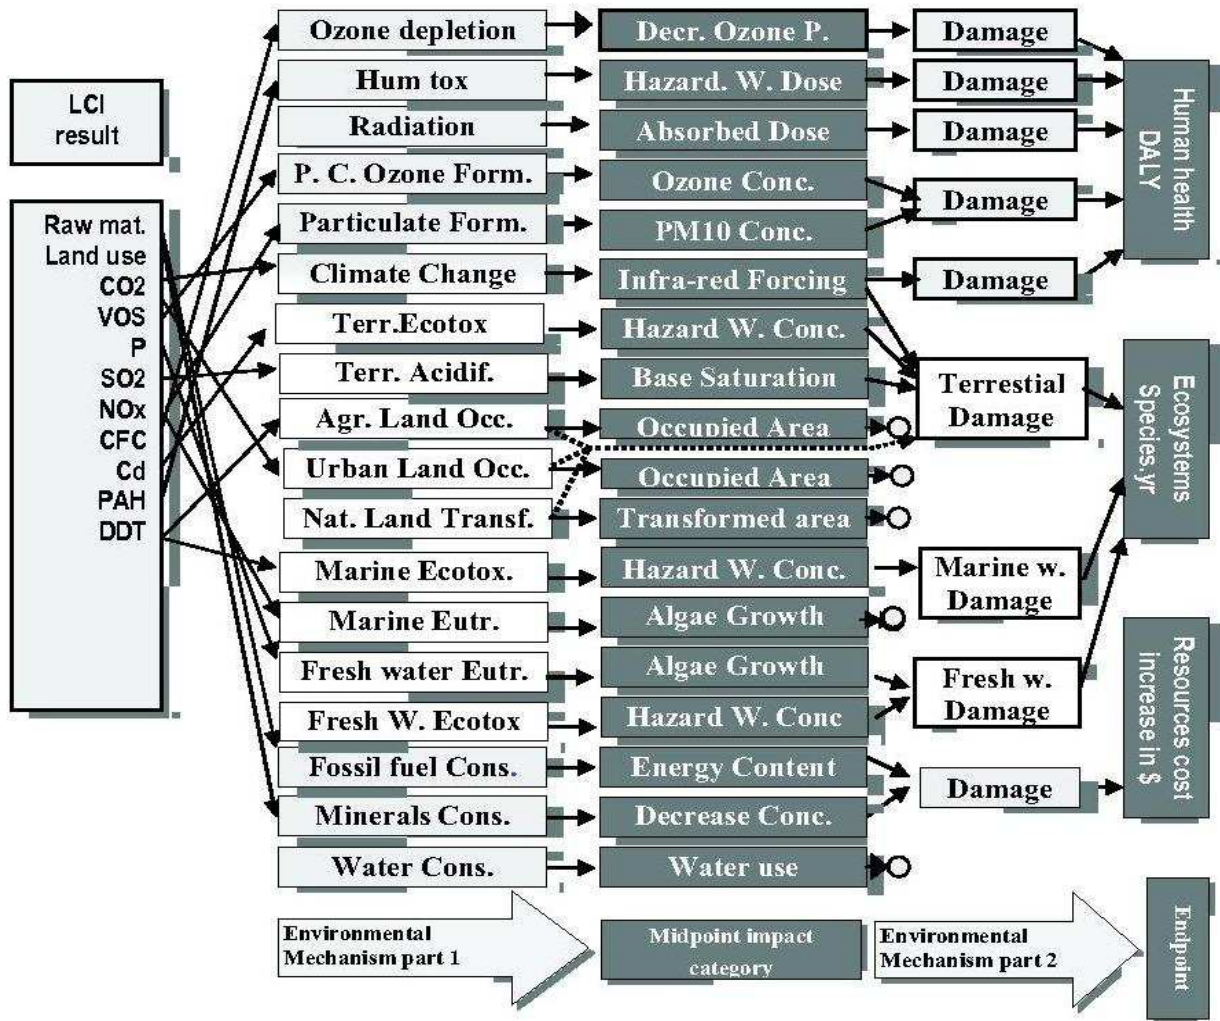 LCI
result
Raw mat.
Land use
CO2
VOS
P
SO2
NOx
CFC
Cd
PAH
DDT
Ozone depletion
Hum tox
Radiation
P. C. Ozone Form.
Particulate Form.
Climate Change
Terr.Ecotox
Terr. Acidif.
Agr. Land Occ.
Urban Land Occ.
Nat. Land Transf.
Marine Ecotox.
Marine Eutr.
Fresh water Eutr.
Fresh W. Ecotox
Fossil fuel Cons.
Minerals Cons.
Water Cons.
Decr. Ozone P.
Hazard. W. Dose
Absorbed Dose
Ozone Conc.
PM10 Conc.
Infra-red Forcing
Hazard W. Conc.
Base Saturation
Occupied Area
Occupied Area
Transformed area
Hazard W. Conc.
Algae Growth
Algae Growth
Hazard W. Conc
Energy Content
Decrease Conc.
Water use
Damage
Damage
Damage
Damage
Damage
Terrestial
Damage
Marine w.
Damage
Fresh w.
Damage
Damage
Human health
DALY
Ecosystems
Species.yr
Resources cost
increase in $
Environmental
Mechanism part 1
Midpoint impact
category
Environmental
Mechanism part 2
Endpoint